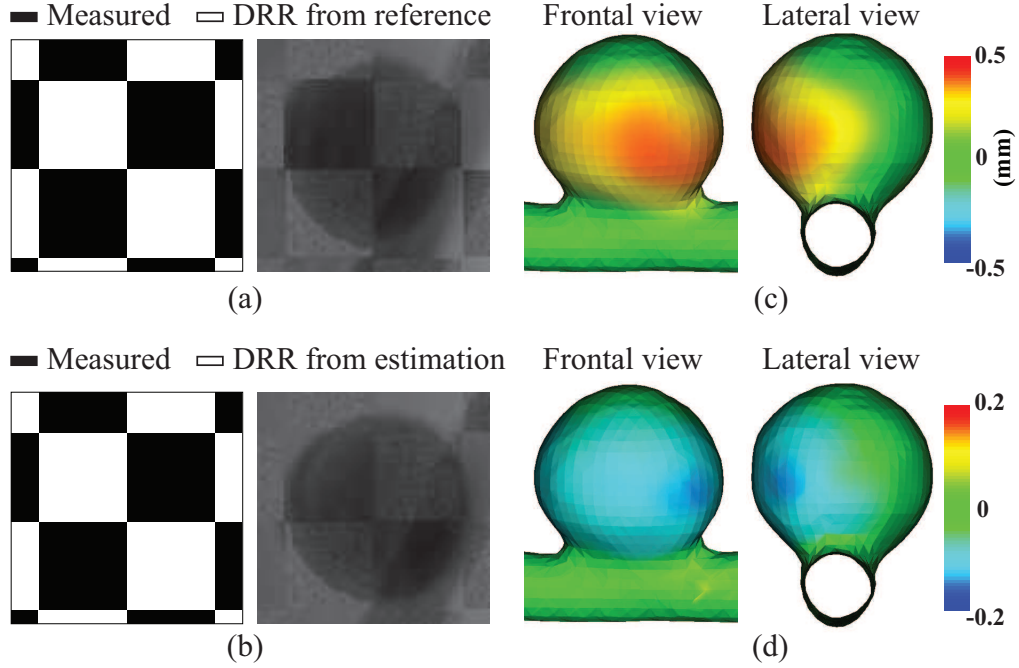 Measured DRR from reference
Frontal view Lateral view
0.5
0
(mm)
-0.5
(a)
(c)
Measured DRR from estimation
Frontal view Lateral view
0.2
0
-0.2
(b)
(d)